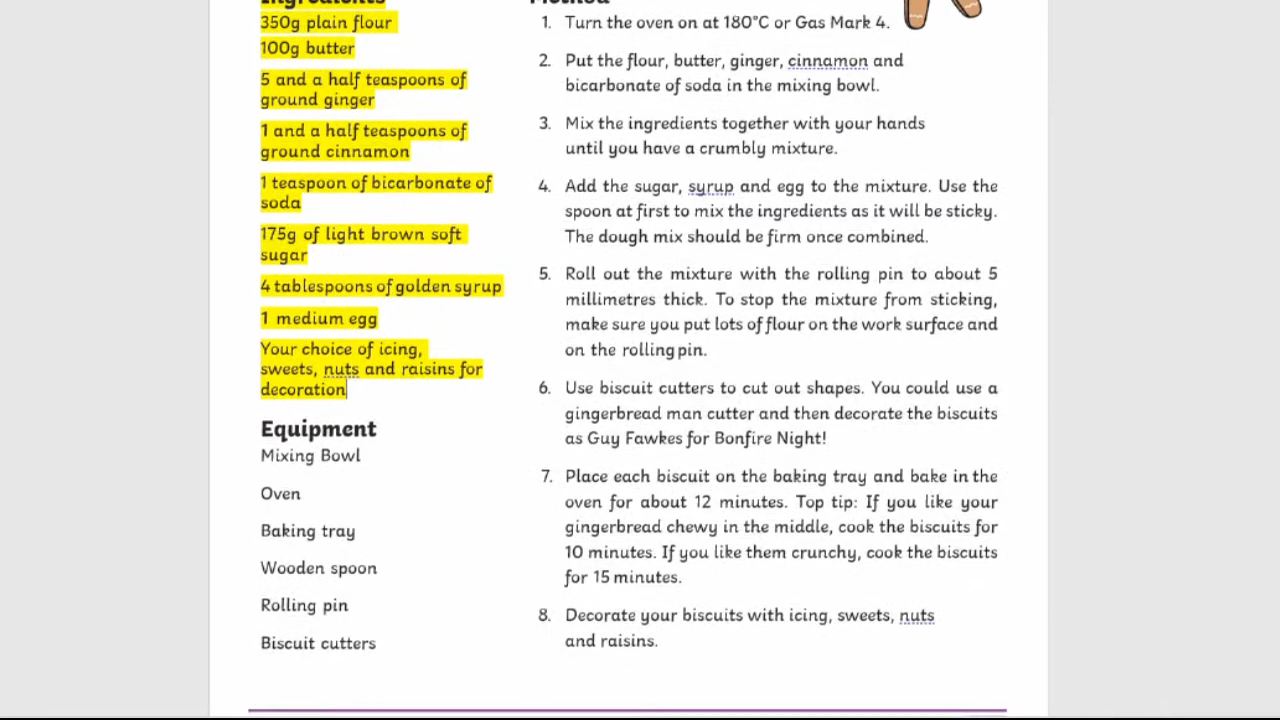 Ingredients
350g plain flour
100g butter
5 and a half teaspoons of
ground ginger
1 and a half teaspoons of
ground cinnamon
1 teaspoon of bicarbonate of
soda
175g of light brown soft
sugar
4 tablespoons of golden syrup
1 medium egg
Your choice of icing,
sweets, nuts and raisins for
decoration
Equipment
Mixing Bowl
Oven
Baking tray
Wooden spoon
Rolling pin
Biscuit cutters
Method
1. Turn the oven on at 180°C or Gas Mark 4.
2. Put the flour, butter, ginger, cinnamon and
bicarbonate of soda in the mixing bowl.
3. Mix the ingredients together with your hands
until you have a crumbly mixture.
4. Add the sugar, syrup and egg to the mixture. Use the
spoon at first to mix the ingredients as it will be sticky.
The dough mix should be firm once combined.
5. Roll out the mixture with the rolling pin to about 5
millimetres thick. To stop the mixture from sticking,
make sure you put lots of flour on the work surface and
on the rolling pin.
6. Use biscuit cutters to cut out shapes. You could use a
gingerbread man cutter and then decorate the biscuits
as Guy Fawkes for Bonfire Night!
7. Place each biscuit on the baking tray and bake in the
oven for about 12 minutes. Top tip: If you like your
gingerbread chewy in the middle, cook the biscuits for
10 minutes. If you like them crunchy, cook the biscuits
for 15 minutes.
8. Decorate your biscuits with icing, sweets, nuts
and raisins.